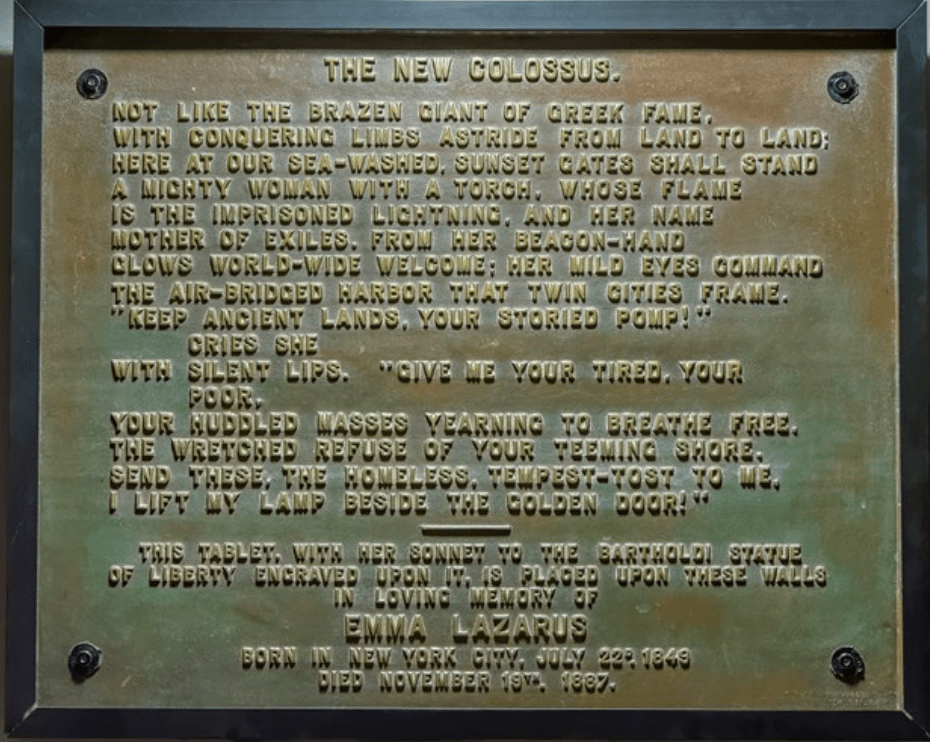 THE NEW COLOSSUS.
NOT LIKE THE BRAZEN GIANT OF GREEK FAME,
WITH CONQUERING LIMBS ASTRIDE FROM LAND TO LAND;
HERE AT OUR SEA-WASHED, SUNSET GATES SHALL STAND
A MIGHTY WOMAN WITH A TORCH, WHOSE FLAME
IS THE IMPRISONED LIGHTNING, AND HER NAME
MOTHER OF EXILES. FROM HER BEACON-HAND
GLOWS WORLD-WIDE WELCOME; HER MILD EYES COMMAND
THE AIR-BRIDGED HARBOR THAT TWIN CITIES FRAME.
"KEEP ANCIENT LANDS, YOUR STORIED POMP!"
CRIES SHE
WITH SILENT LIPS. "GIVE ME YOUR TIRED, YOUR
POOR,
YOUR HUDDLED MASSES YEARNING TO BREATHE FREE,
THE WRETCHED REFUSE OF YOUR TEEMING SHORE.
SEND THESE, THE HOMELESS, TEMPEST-TOST TO ME,
I LIFT MY LAMP BESIDE THE GOLDEN DOOR!"
THIS TABLET, WITH HER SONNET TO THE BARTHOLDI STATUE
OF LIBERTY ENGRAVED UPON IT, IS PLACED UPON THESE WALLS
IN LOVING MEMORY OF
EMMA LAZARUS
BORN IN NEW YORK CITY, JULY 22D, 1849
DIED NOVEMBER 19TH, 1887.